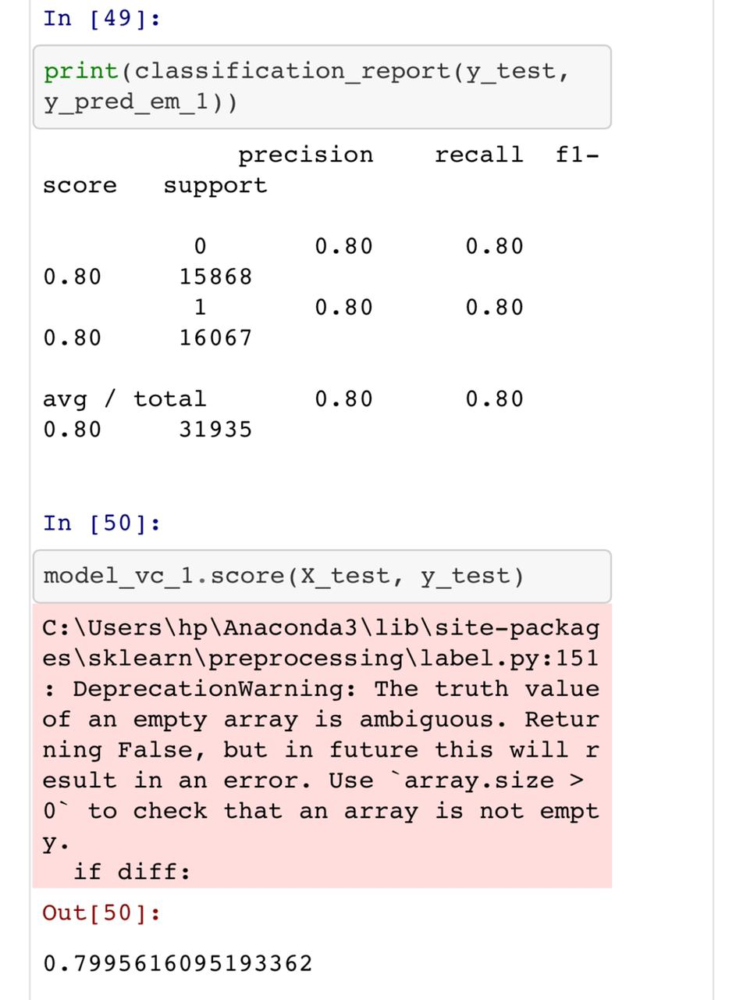 In [49]:
print(classification_report(y_test,
y_pred_em_1))
precision recall f1-
score support
0 0.80 0.80
0.80 15868
1 0.80 0.80
0.80 16067
avg / total 0.80 0.80
0.80 31935
In [50]:
model_vc_1.score(X_test, y_test)
C:\Users\hp\Anaconda3\lib\site-packag
es\sklearn\preprocessing\label.py:151
: DeprecationWarning: The truth value
of an empty array is ambiguous. Retur
ning False, but in future this will r
esult in an error. Use `array.size >
0` to check that an array is not empt
y.
if diff:
Out[50]:
0.7995616095193362